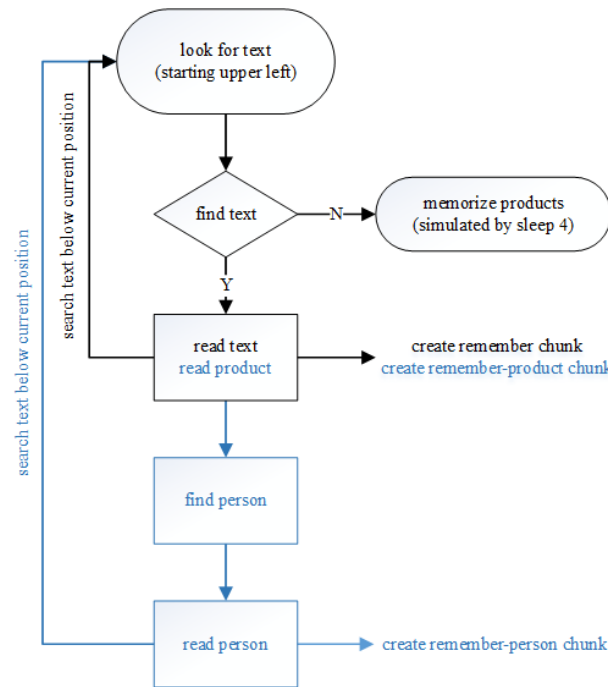 look for text
(starting upper left)
find text
N
memorize products
(simulated by sleep 4)
Y
read text
read product
create remember chunk
create remember-product chunk
find person
read person
create remember-person chunk
search text below current position
search text below current position